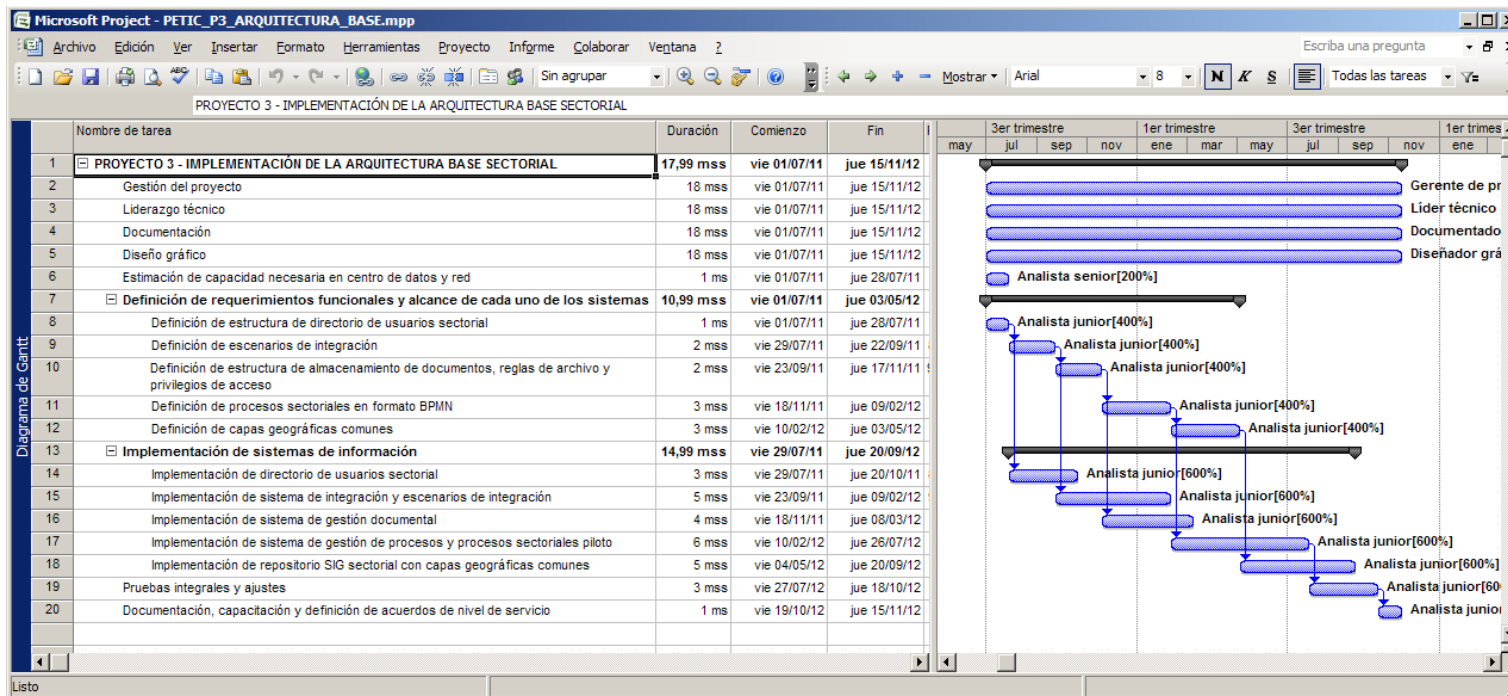 Microsoft Project - PETIC_P3_ARQUITECTURA_BASE.mpp
Archivo Edición Ver Insertar Formato Herramientas Proyecto Informe Colaborar Ventana ? Escriba una pregunta
Sin agrupar Mostrar Arial 8 N K S Todas las tareas
PROYECTO 3 - IMPLEMENTACIÓN DE LA ARQUITECTURA BASE SECTORIAL
Nombre de tarea Duración Comienzo Fin 3er trimestre 1er trimestre 3er trimestre 1er trimes
may jul sep nov ene mar may jul sep nov ene
1 PROYECTO 3 - IMPLEMENTACIÓN DE LA ARQUITECTURA BASE SECTORIAL 17,99 mss vie 01/07/11 jue 15/11/12
2 Gestión del proyecto 18 mss vie 01/07/11 jue 15/11/12 Gerente de pr
3 Liderazgo técnico 18 mss vie 01/07/11 jue 15/11/12 Líder técnico
4 Documentación 18 mss vie 01/07/11 jue 15/11/12 Documentado
5 Diseño gráfico 18 mss vie 01/07/11 jue 15/11/12 Diseñador grá
6 Estimación de capacidad necesaria en centro de datos y red 1 ms vie 01/07/11 jue 28/07/11 Analista senior[200%]
7 Definición de requerimientos funcionales y alcance de cada uno de los sistemas 10,99 mss vie 01/07/11 jue 03/05/12
8 Definición de estructura de directorio de usuarios sectorial 1 ms vie 01/07/11 jue 28/07/11 Analista junior[400%]
9 Definición de escenarios de integración 2 mss vie 29/07/11 jue 22/09/11 Analista junior[400%]
10 Definición de estructura de almacenamiento de documentos, reglas de archivo y 2 mss vie 23/09/11 jue 17/11/11 Analista junior[400%]
privilegios de acceso
11 Definición de procesos sectoriales en formato BPMN 3 mss vie 18/11/11 jue 09/02/12 Analista junior[400%]
12 Definición de capas geográficas comunes 3 mss vie 10/02/12 jue 03/05/12 Analista junior[400%]
13 Implementación de sistemas de información 14,99 mss vie 29/07/11 jue 20/09/12
14 Implementación de directorio de usuarios sectorial 3 mss vie 29/07/11 jue 20/10/11 Analista junior[600%]
15 Implementación de sistema de integración y escenarios de integración 5 mss vie 23/09/11 jue 09/02/12 Analista junior[600%]
16 Implementación de sistema de gestión documental 4 mss vie 18/11/11 jue 08/03/12 Analista junior[600%]
17 Implementación de sistema de gestión de procesos y procesos sectoriales piloto 6 mss vie 10/02/12 jue 26/07/12 Analista junior[600%]
18 Implementación de repositorio SIG sectorial con capas geográficas comunes 5 mss vie 04/05/12 jue 20/09/12 Analista junior[600%]
19 Pruebas integrales y ajustes 3 mss vie 27/07/12 jue 18/10/12 Analista junior[60
20 Documentación, capacitación y definición de acuerdos de nivel de servicio 1 ms vie 19/10/12 jue 15/11/12 Analista junio
Diagrama de Gantt
Listo